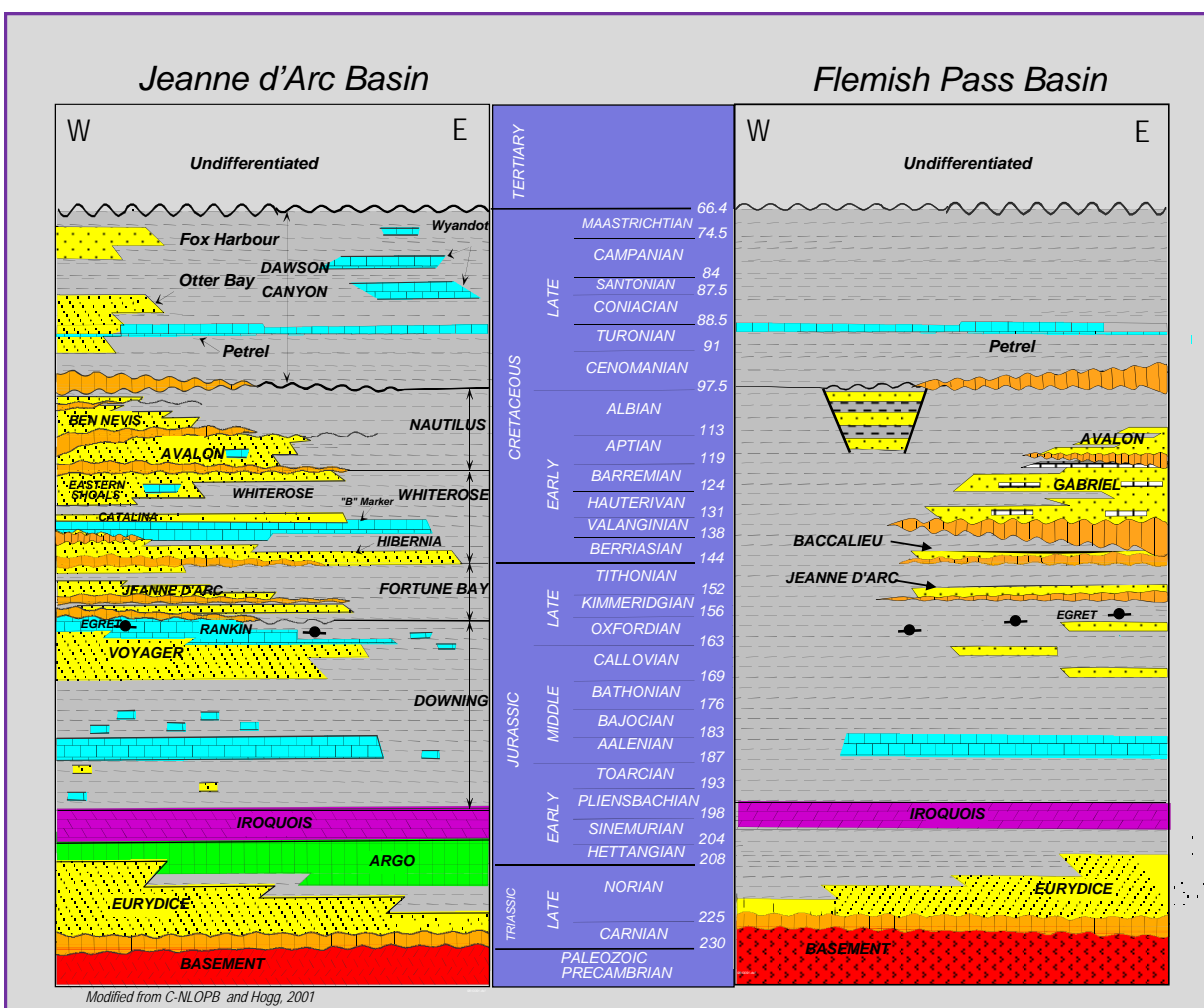 Jeanne d'Arc Basin
Flemish Pass Basin
W
E
Undifferentiated
Wyandot
Fox Harbour
DAWSON
CANYON
Otter Bay
Petrel
BEN NEVIS
NAUTILUS
AVALON
EASTERN
SHOALS
WHITEROSE
WHITEROSE
"B" Marker
CATALINA
HIBERNIA
JEANNE D'ARC
FORTUNE BAY
EGRET
RANKIN
VOYAGER
DOWNING
IROQUOIS
ARGO
EURYDICE
BASEMENT
Modified from C-NLOPB and Hogg, 2001
TERTIARY
66.4
CRETACEOUS
LATE
MAASTRICHTIAN
74.5
CAMPANIAN
84
SANTONIAN
87.5
CONIACIAN
88.5
TURONIAN
91
CENOMANIAN
97.5
EARLY
ALBIAN
113
APTIAN
119
BARREMIAN
124
HAUTERIVAN
131
VALANGINIAN
138
BERRIASIAN
144
JURASSIC
LATE
TITHONIAN
152
KIMMERIDGIAN
156
OXFORDIAN
163
MIDDLE
CALLOVIAN
169
BATHONIAN
176
BAJOCIAN
183
AALENIAN
187
EARLY
TOARCIAN
193
PLIENSBACHIAN
198
SINEMURIAN
204
HETTANGIAN
208
TRIASSIC
LATE
NORIAN
225
CARNIAN
230
PALEOZOIC
PRECAMBRIAN
W
E
Undifferentiated
Petrel
AVALON
GABRIEL
BACCALIEU
JEANNE D'ARC
EGRET
IROQUOIS
EURYDICE
BASEMENT